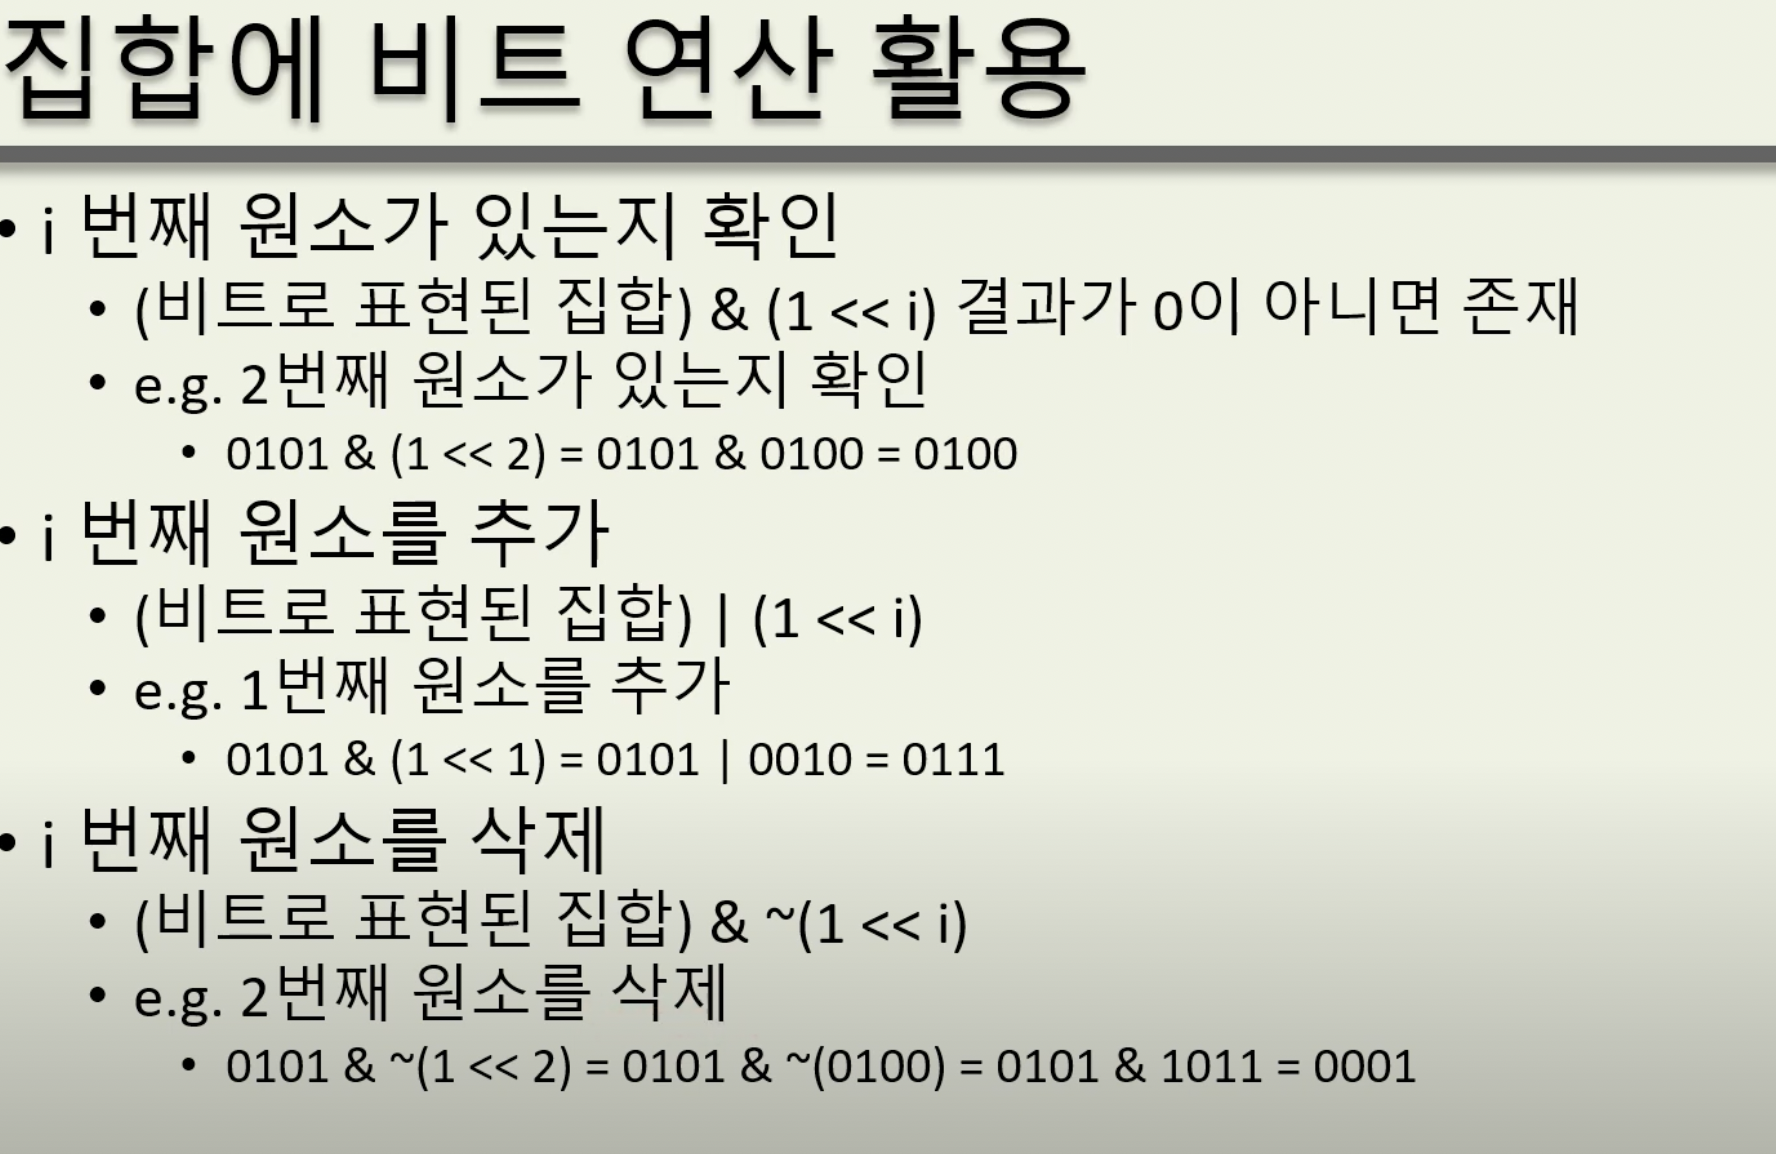 집합에 비트 연산 활용
• i 번째 원소가 있는지 확인
• (비트로 표현된 집합) & (1 << i) 결과가 0이 아니면 존재
• e.g. 2번째 원소가 있는지 확인
• 0101 & (1 << 2) = 0101 & 0100 = 0100
• i 번째 원소를 추가
• (비트로 표현된 집합) | (1 << i)
• e.g. 1번째 원소를 추가
• 0101 & (1 << 1) = 0101 | 0010 = 0111
• i 번째 원소를 삭제
• (비트로 표현된 집합) & ~(1 << i)
• e.g. 2번째 원소를 삭제
• 0101 & ~(1 << 2) = 0101 & ~(0100) = 0101 & 1011 = 0001